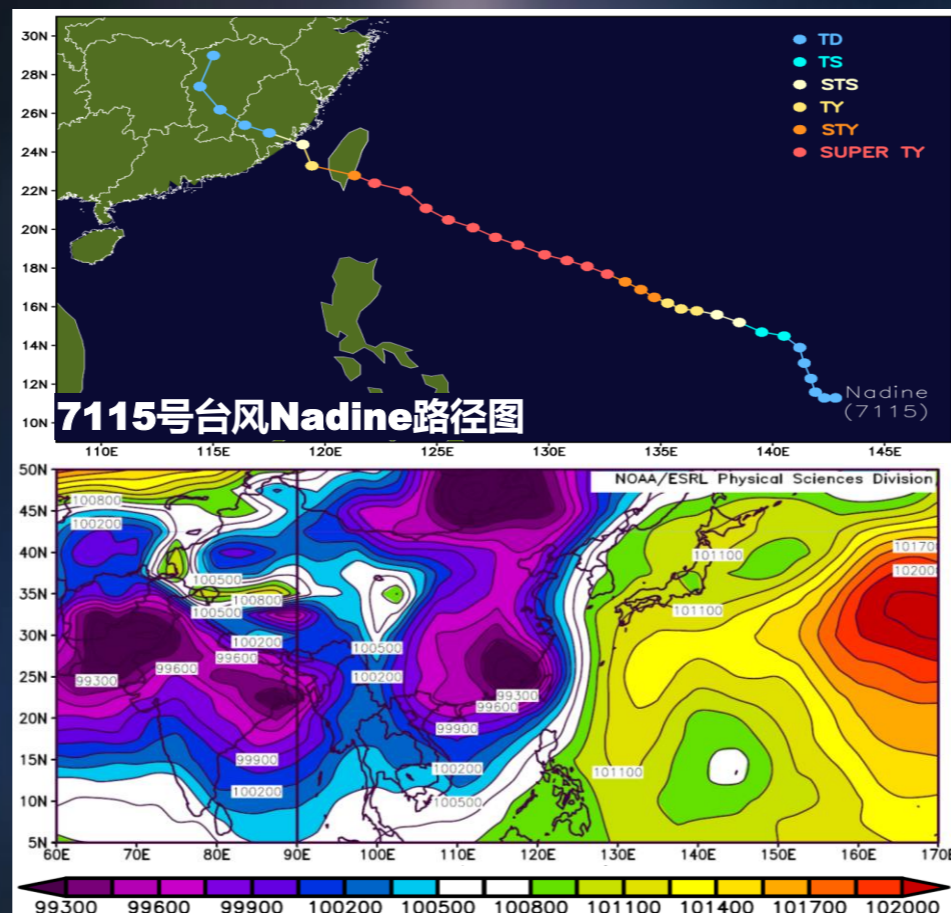 30N
28N
26N
24N
22N
20N
18N
16N
14N
12N
10N
TD
TS
STS
TY
STY
SUPER TY
Nadine
(7115)
7115号台风Nadine路径图
110E 115E 120E 125E 130E 135E 140E 145E
50N
45N
40N
35N
30N
25N
20N
15N
10N
5N
NOAA/ESRL Physical Sciences Division
100800
100200
100500
100800
100500
100200
99600
99600
99300
99900
100200
100500
100200
99300
99600
99900
100200
100500
101100
101100
101100
101700
102000
60E 70E 80E 90E 100E 110E 120E 130E 140E 150E 160E 170E
99300 99600 99900 100200 100500 100800 101100 101400 101700 102000